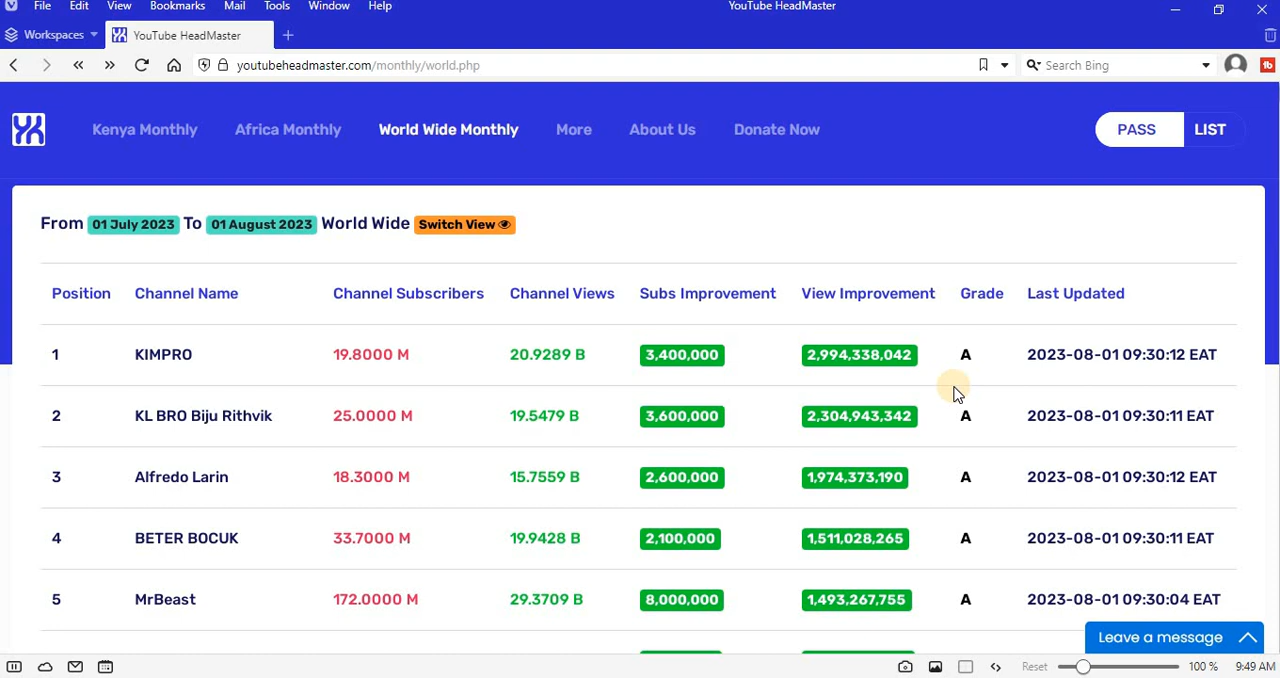 File Edit View Bookmarks Mail Tools Window Help YouTube HeadMaster
Workspaces YouTube HeadMaster
youtubeheadmaster.com/monthly/world.php Search Bing
Kenya Monthly Africa Monthly World Wide Monthly More About Us Donate Now PASS LIST
From 01 July 2023 To 01 August 2023 World Wide Switch View
Position Channel Name Channel Subscribers Channel Views Subs Improvement View Improvement Grade Last Updated
1 KIMPRO 19.8000 M 20.9289 B 3,400,000 2,994,338,042 A 2023-08-01 09:30:12 EAT
2 KL BRO Biju Rithvik 25.0000 M 19.5479 B 3,600,000 2,304,943,342 A 2023-08-01 09:30:11 EAT
3 Alfredo Larin 18.3000 M 15.7559 B 2,600,000 1,974,373,190 A 2023-08-01 09:30:12 EAT
4 BETER BOCUK 33.7000 M 19.9428 B 2,100,000 1,511,028,265 A 2023-08-01 09:30:11 EAT
5 MrBeast 172.0000 M 29.3709 B 8,000,000 1,493,267,755 A 2023-08-01 09:30:04 EAT
Leave a message
Reset 100 % 9:49 AM